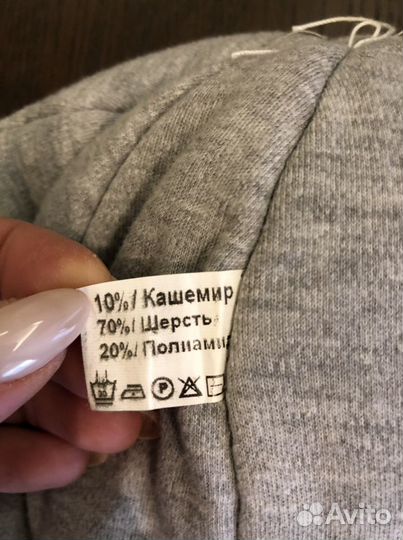 10%/ Кашемир
70%/ Шерсть
20%/ Полиами
P
Avito